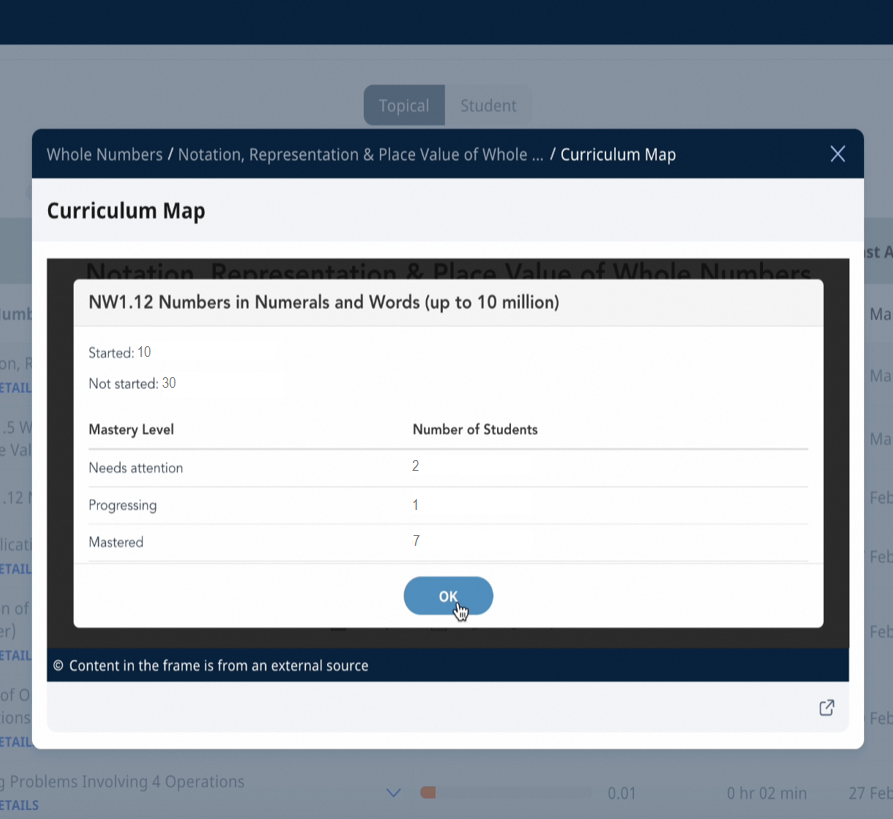 Topical Student
Whole Numbers / Notation, Representation & Place Value of Whole ... / Curriculum Map
Curriculum Map
st A
Notation, Representation & Place Value of Whole Numbers
NW1.12 Numbers in Numerals and Words (up to 10 million)
umb
Ma
Started: 10
on, R
Ma
ETAIL
Not started: 30
.5 W
Mastery Level Number of Students
Ma
e Val
Needs attention 2
.12
Feb
Progressing 1
licati
Mastered 7
Feb
ETAIL
OK
n of
er)
Feb
ETAIL
© Content in the frame is from an external source
of O
ions
Feb
ETAIL
g Problems Involving 4 Operations
0.01 0 hr 02 min 27 Feb
ETAILS